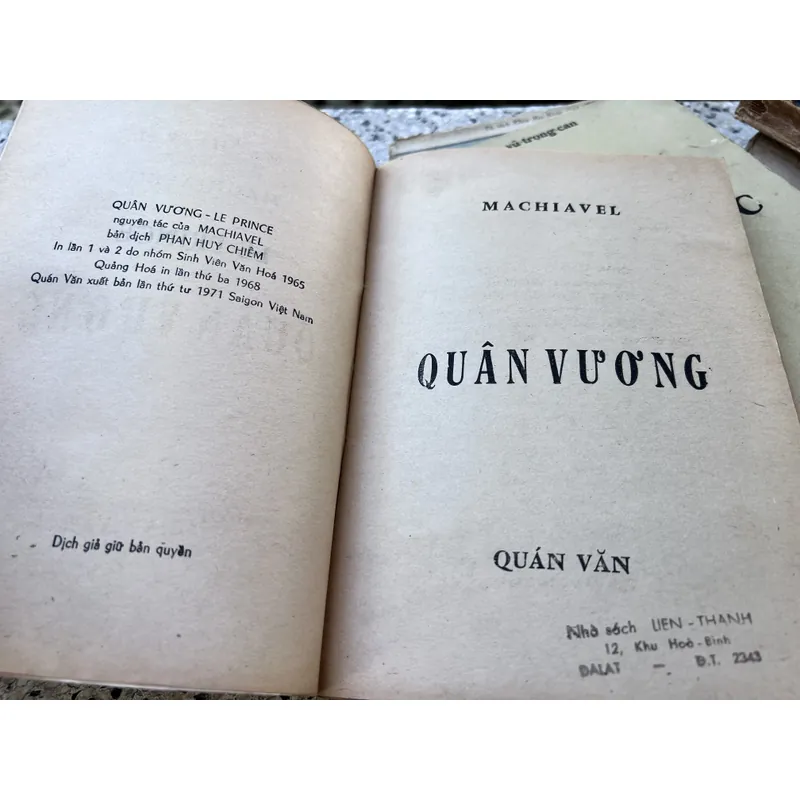 QUÂN VƯƠNG - LE PRINCE
nguyên tác của MACHIAVEL
bản dịch PHAN HUY CHIÊM
In lần 1 và 2 do nhóm Sinh Viên Văn Hoá 1965
Quảng Hoá in lần thứ ba 1968
Quán Văn xuất bản lần thứ tư 1971 Saigon Việt Nam
Dịch giả giữ bản quyền
MACHIAVEL
QUÂN VƯƠNG
QUÁN VĂN
Nhà sách LIEN - THANH
12, Khu Hoà - Bình
ĐALAT - Đ.T. 2343
trong can
C